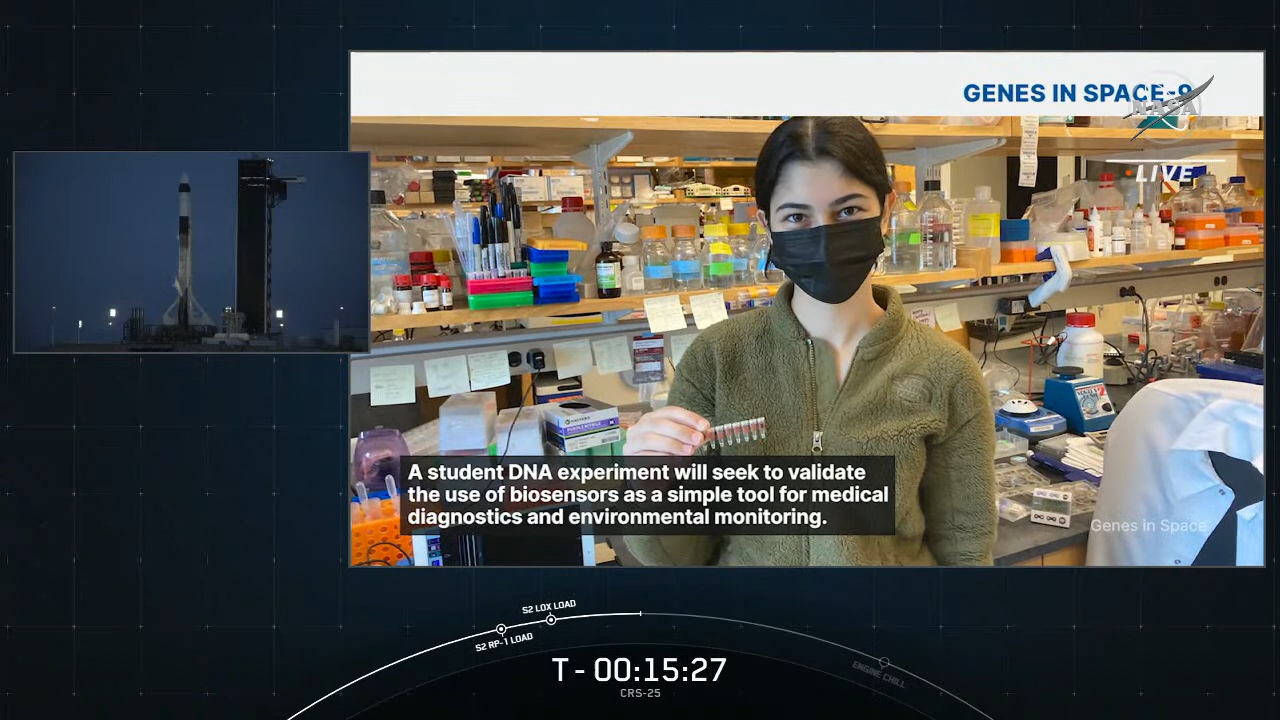 GENES IN SPACE-9
NASA
LIVE
A student DNA experiment will seek to validate
the use of biosensors as a simple tool for medical
diagnostics and environmental monitoring.
Genes in Space
S2 LOX LOAD
S2 RP-1 LOAD
ENGINE CHILL
T - 00:15:27
CRS-25